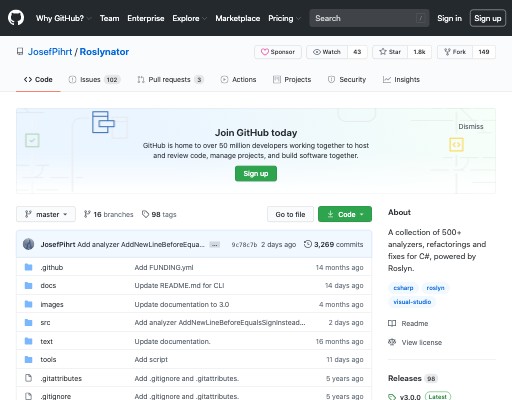 Why GitHub? Team Enterprise Explore Marketplace Pricing Search / Sign in Sign up
JosefPihrt / Roslynator Sponsor Watch 43 Star 1.8k Fork 149
Code Issues 102 Pull requests 3 Actions Projects Security Insights
Join GitHub today
Dismiss
GitHub is home to over 50 million developers working together to host
and review code, manage projects, and build software together.
Sign up
master 16 branches 98 tags Go to file Code
JosefPihrt Add analyzer AddNewLineBeforeEqua... ... 9c78c7b 2 days ago 3,269 commits
.github Add FUNDING.yml 14 months ago
docs Update README.md for CLI 14 days ago
images Update documentation to 3.0 4 months ago
src Add analyzer AddNewLineBeforeEqualsSignInstead... 2 days ago
text Update documentation. 16 months ago
tools Add script 11 days ago
.gitattributes Add .gitignore and .gitattributes. 5 years ago
.gitignore Add .gitignore and .gitattributes. 5 years ago
About
A collection of 500+
analyzers, refactorings and
fixes for C#, powered by
Roslyn.
csharp roslyn
visual-studio
Readme
View license
Releases 98
v3.0.0 Latest